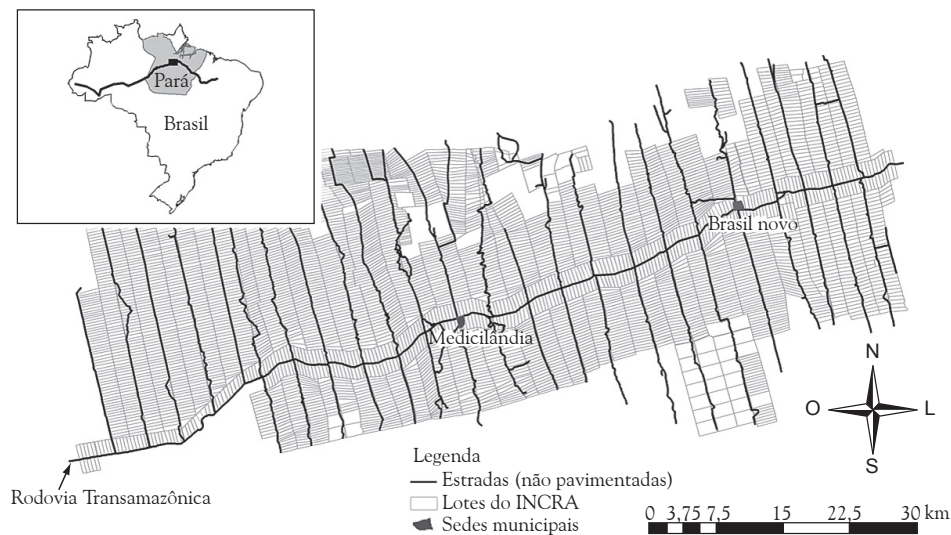 Pará
Brasil
Brasil novo
Medicilândia
Rodovia Transamazônica
N
O L
S
Legenda
Estradas (não pavimentadas)
Lotes do INCRA
Sedes municipais
0 3,75 7,5 15 22,5 30 km